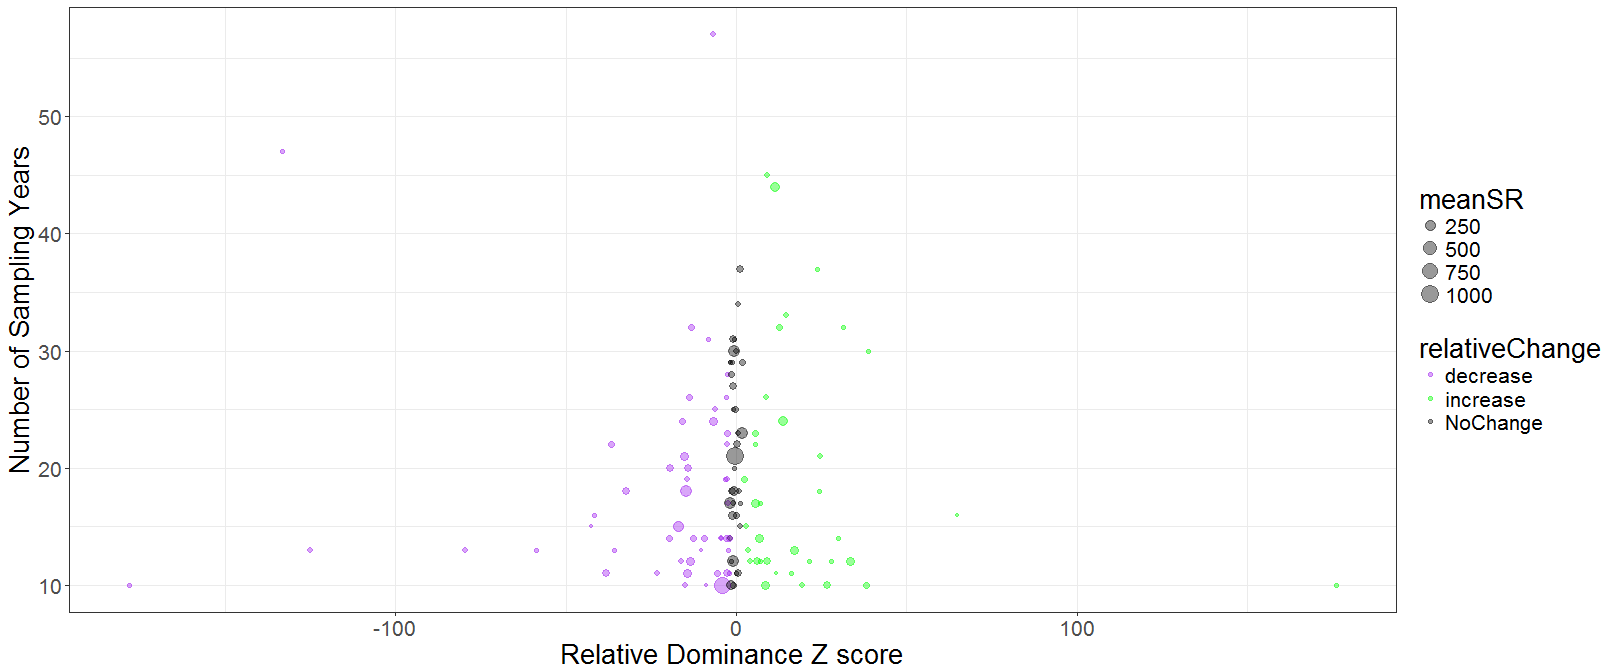 Number of Sampling Years
50
40
30
20
10
-100
0
100
Relative Dominance Z score
meanSR
250
500
750
1000
relativeChange
decrease
increase
NoChange